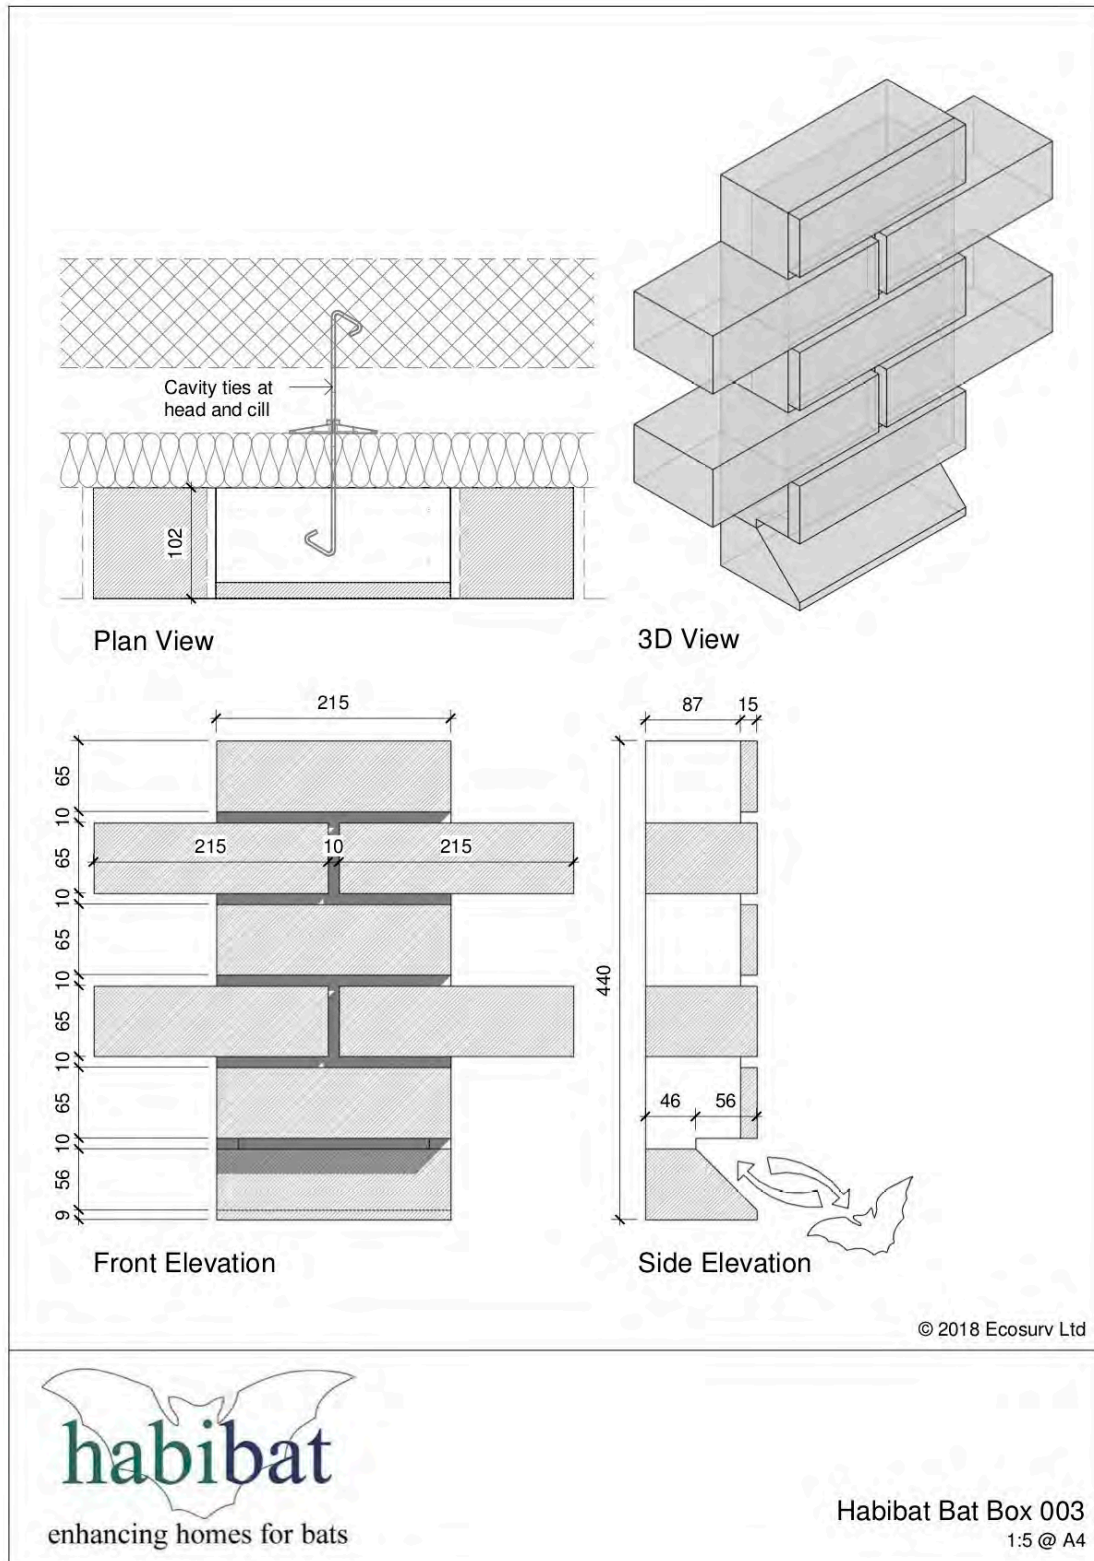 Cavity ties at
head and cill
102
Plan View
3D View
215
65
10
65
10
65
10
65
10
65
10
56
9
215
10
215
Front Elevation
87
15
440
46
56
Side Elevation
© 2018 Ecosurv Ltd
habibat
enhancing homes for bats
Habibat Bat Box 003
1:5 @ A4